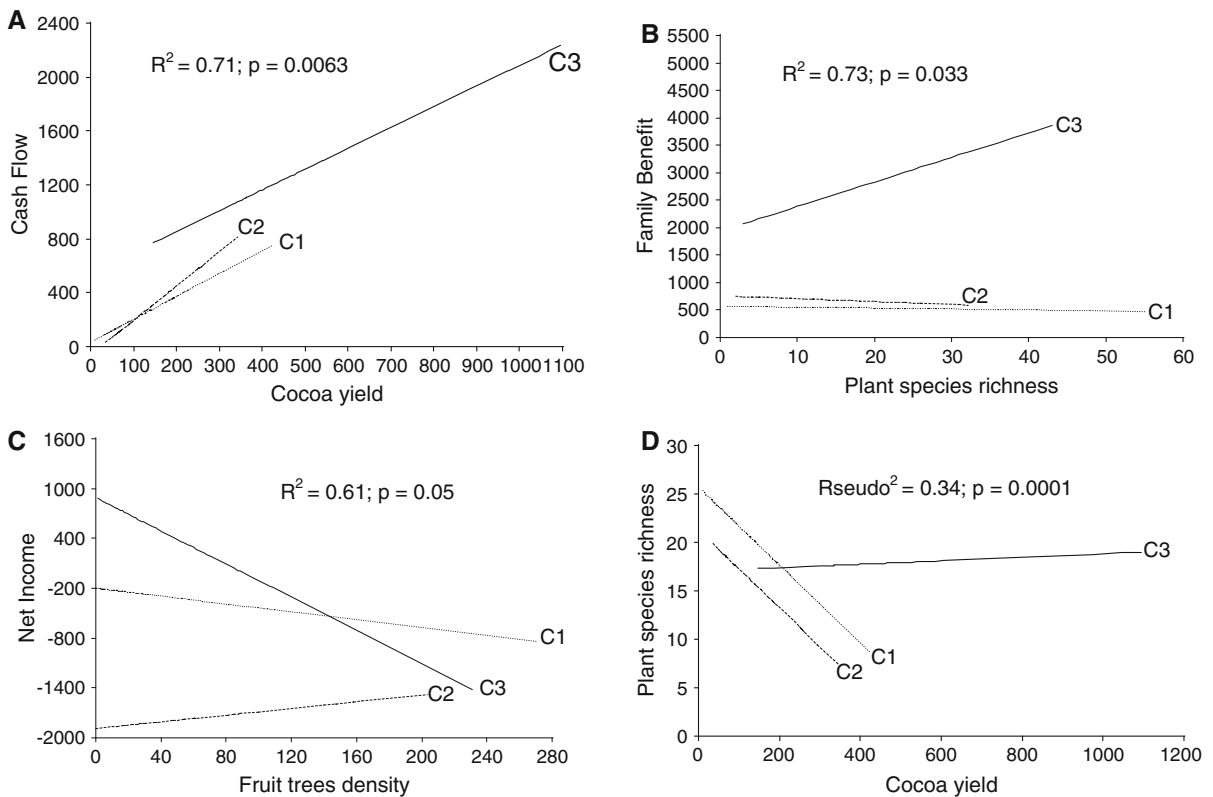 A
R² = 0.71; p = 0.0063
Cash Flow
2400
2000
1600
1200
800
400
0
C3
C2
C1
0 100 200 300 400 500 600 700 800 900 1000 1100
Cocoa yield
B
R² = 0.73; p = 0.033
Family Benefit
5500
5000
4500
4000
3500
3000
2500
2000
1500
1000
500
0
C3
C2
C1
0 10 20 30 40 50 60
Plant species richness
C
R² = 0.61; p = 0.05
Net Income
1600
1000
400
-200
-800
-1400
-2000
C1
C3
C2
0 40 80 120 160 200 240 280
Fruit trees density
D
Rseudo² = 0.34; p = 0.0001
Plant species richness
30
25
20
15
10
5
0
C3
C1
C2
0 200 400 600 800 1000 1200
Cocoa yield